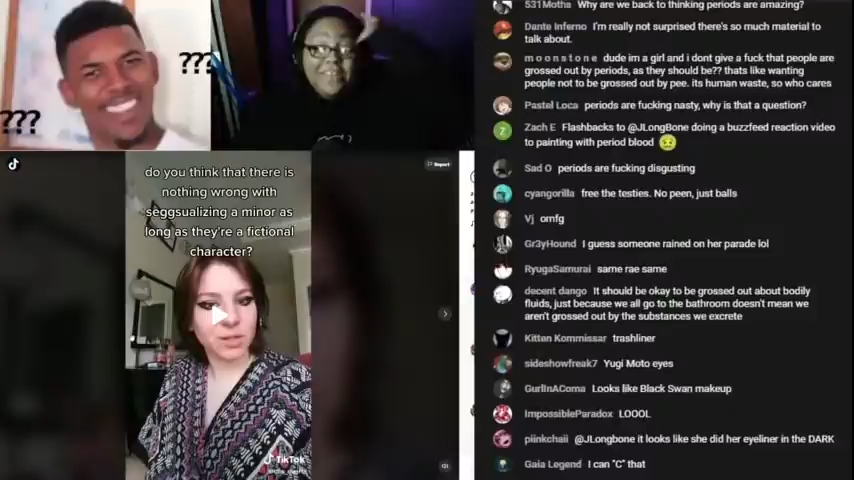 ???
???
Report
do you think that there is
nothing wrong with
seggsualizing a minor as
long as they're a fictional
character?
TikTok
S31Motha Why are we back to thinking periods are amazing?
Dante Inferno I'm really not surprised there's so much material to
talk about.
m o o n s t o n e dude im a girl and i dont give a fuck that people are
grossed out by periods, as they should be?? thats like wanting
people not to be grossed out by pee. its human waste, so who cares
Pastel Loca periods are fucking nasty, why is that a question?
Z
Zach E Flashbacks to @JLongBone doing a buzzfeed reaction video
to painting with period blood
Sad O periods are fucking disgusting
cyangorilla free the testies. No peen, just balls
Vj omfg
Gr3yHound I guess someone rained on her parade lol
RyugaSamurai same rae same
decent dango It should be okay to be grossed out about bodily
fluids, just because we all go to the bathroom doesn't mean we
aren't grossed out by the substances we excrete
Kitten Kommissar trashliner
sideshowfreak7 Yugi Moto eyes
GurlInAComa Looks like Black Swan makeup
ImpossibleParadox LOOOL
piinkchaii @JLongbone it looks like she did her eyeliner in the DARK
Gaia Legend I can "C" that